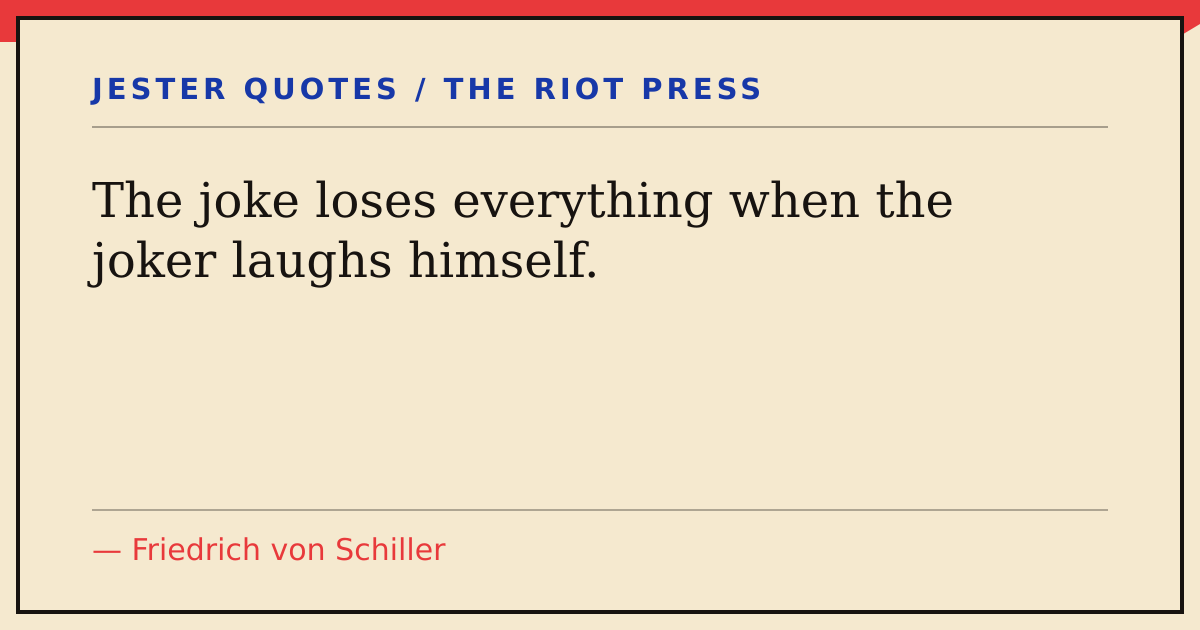 JESTER QUOTES / THE RIOT PRESS
The joke loses everything when the
joker laughs himself.
— Friedrich von Schiller